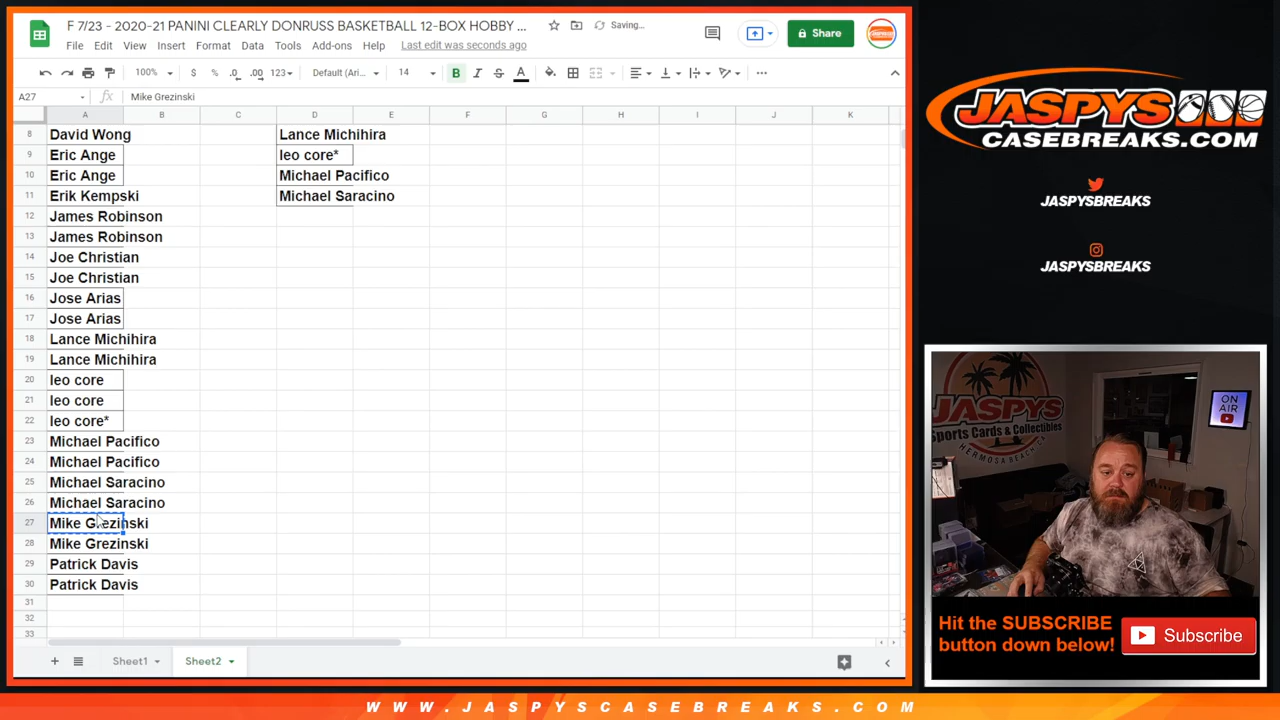 F 7/23 - 2020-21 PANINI CLEARLY DONRUSS BASKETBALL 12-BOX HOBBY ... Saving...
File Edit View Insert Format Data Tools Add-ons Help Last edit was seconds ago
Share
100% $ % .0 .00 123 Default (Ari... 14 B I S A
A27 fx Mike Grezinski
A B C D E F G H I J K
8 David Wong Lance Michihira
9 Eric Ange leo core*
10 Eric Ange Michael Pacifico
11 Erik Kempski Michael Saracino
12 James Robinson
13 James Robinson
14 Joe Christian
15 Joe Christian
16 Jose Arias
17 Jose Arias
18 Lance Michihira
19 Lance Michihira
20 leo core
21 leo core
22 leo core*
23 Michael Pacifico
24 Michael Pacifico
25 Michael Saracino
26 Michael Saracino
27 Mike Grezinski
28 Mike Grezinski
29 Patrick Davis
30 Patrick Davis
31
32
33
Sheet1 Sheet2
JASPYS
CASEBREAKS.COM
JASPYSBREAKS
JASPYSBREAKS
JASPYS
Sports Cards & Collectibles
HERMOSA BEACH
ON
AIR
Hit the SUBSCRIBE
button down below!
Subscribe
WWW.JASPYSCASEBREAKS.COM